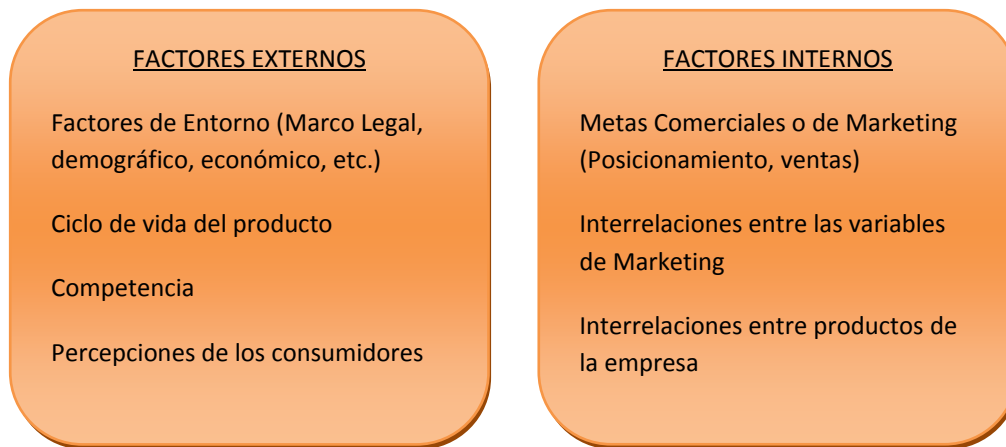 FACTORES EXTERNOS
Factores de Entorno (Marco Legal,
demográfico, económico, etc.)
Ciclo de vida del producto
Competencia
Percepciones de los consumidores
FACTORES INTERNOS
Metas Comerciales o de Marketing
(Posicionamiento, ventas)
Interrelaciones entre las variables
de Marketing
Interrelaciones entre productos de
la empresa